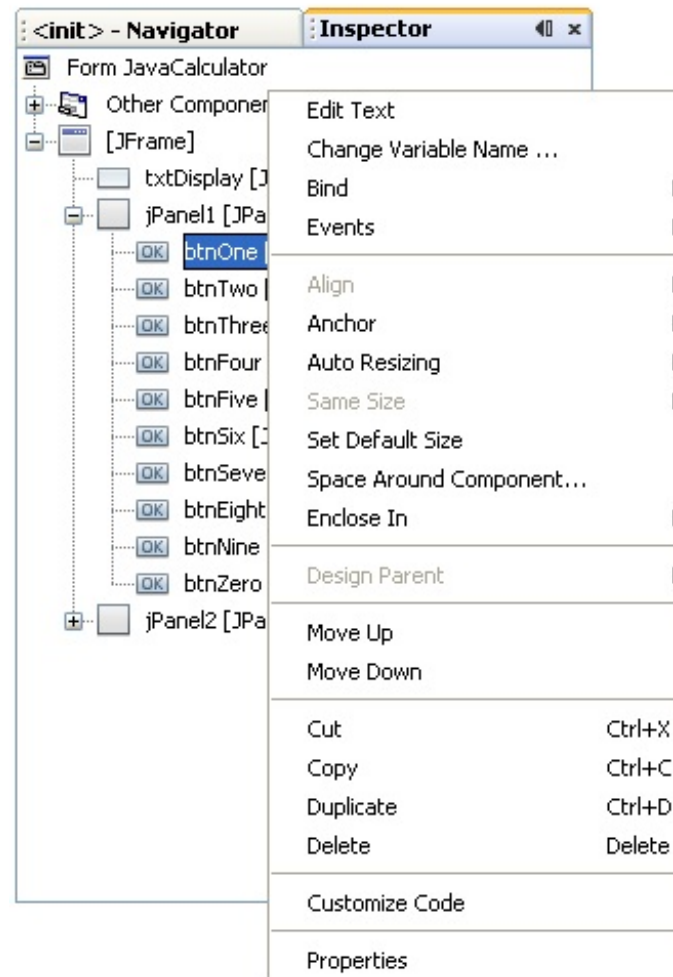 <init> - Navigator
Inspector
Form JavaCalculator
Other Componen
[JFrame]
txtDisplay [J
jPanel1 [JPa
btnOne [
btnTwo [
btnThree
btnFour
btnFive [
btnSix [J
btnSeve
btnEight
btnNine
btnZero
jPanel2 [JPa
Edit Text
Change Variable Name ...
Bind
Events
Align
Anchor
Auto Resizing
Same Size
Set Default Size
Space Around Component...
Enclose In
Design Parent
Move Up
Move Down
Cut Ctrl+X
Copy Ctrl+C
Duplicate Ctrl+D
Delete Delete
Customize Code
Properties
OK
OK
OK
OK
OK
OK
OK
OK
OK
OK